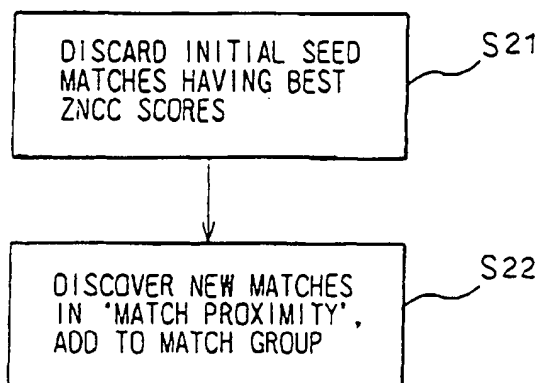 DISCARD INITIAL SEED
MATCHES HAVING BEST
ZNCC SCORES
S21
DISCOVER NEW MATCHES
IN 'MATCH PROXIMITY',
ADD TO MATCH GROUP
S22